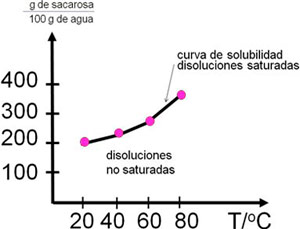 g de sacarosa
100 g de agua
curva de solubilidad
disoluciones saturadas
400
300
200
100
disoluciones
no saturadas
20 40 60 80 T/°C